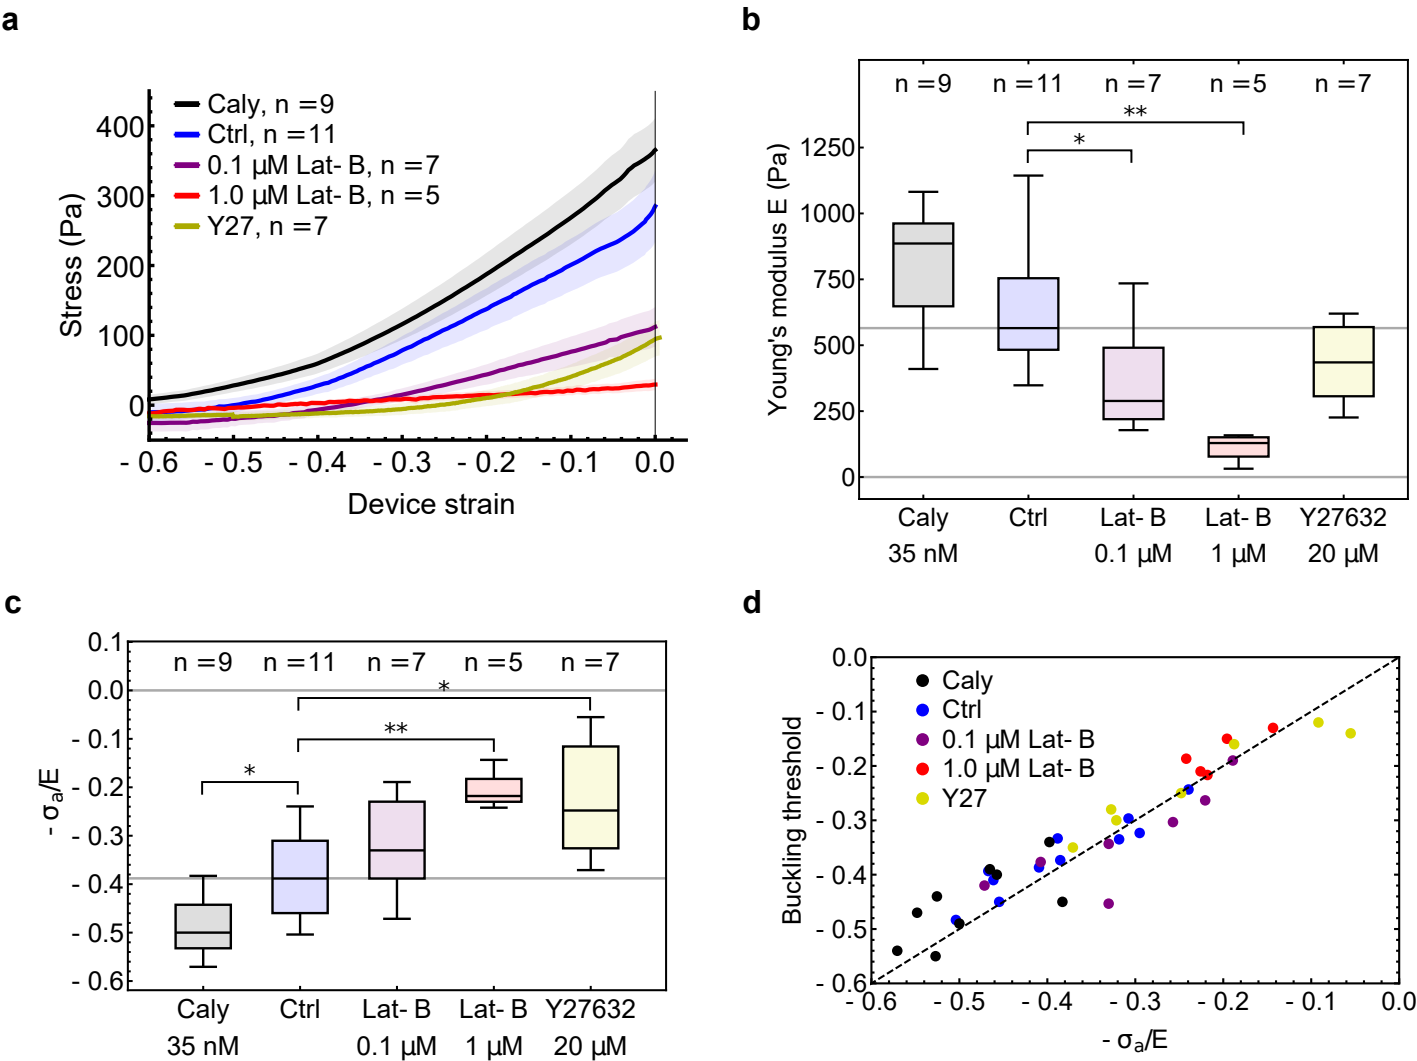 a
Caly, n =9
Ctrl, n =11
0.1 μM Lat- B, n =7
1.0 μM Lat- B, n =5
Y27, n =7
400
300
200
100
0
Stress (Pa)
- 0.6 - 0.5 - 0.4 - 0.3 - 0.2 - 0.1 0.0
Device strain
b
n =9 n =11 n =7 n =5 n =7
**
*
1250
1000
750
500
250
0
Young's modulus E (Pa)
Caly Ctrl Lat- B Lat- B Y27632
35 nM 0.1 μM 1 μM 20 μM
c
n =9 n =11 n =7 n =5 n =7
*
**
*
0.1
0.0
- 0.1
- 0.2
- 0.3
- 0.4
- 0.5
- 0.6
- σa/E
Caly Ctrl Lat- B Lat- B Y27632
35 nM 0.1 μM 1 μM 20 μM
d
Caly
Ctrl
0.1 μM Lat- B
1.0 μM Lat- B
Y27
0.0
- 0.1
- 0.2
- 0.3
- 0.4
- 0.5
- 0.6
Buckling threshold
- 0.6 - 0.5 - 0.4 - 0.3 - 0.2 - 0.1 0.0
- σa/E